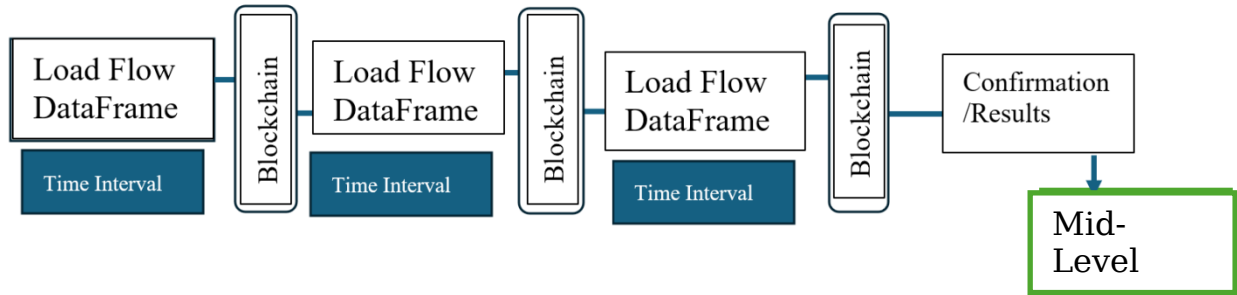 Load Flow
DataFrame
Time Interval
Blockchain
Load Flow
DataFrame
Time Interval
Blockchain
Load Flow
DataFrame
Time Interval
Blockchain
Confirmation
/Results
Mid-
Level